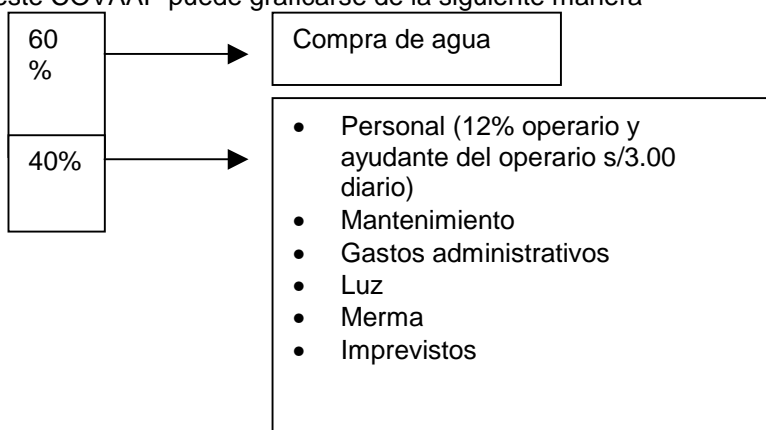 este COVAAP puede graficarse de la siguiente manera
60
%
Compra de agua
40%
• Personal (12% operario y
ayudante del operario s/3.00
diario)
• Mantenimiento
• Gastos administrativos
• Luz
• Merma
• Imprevistos